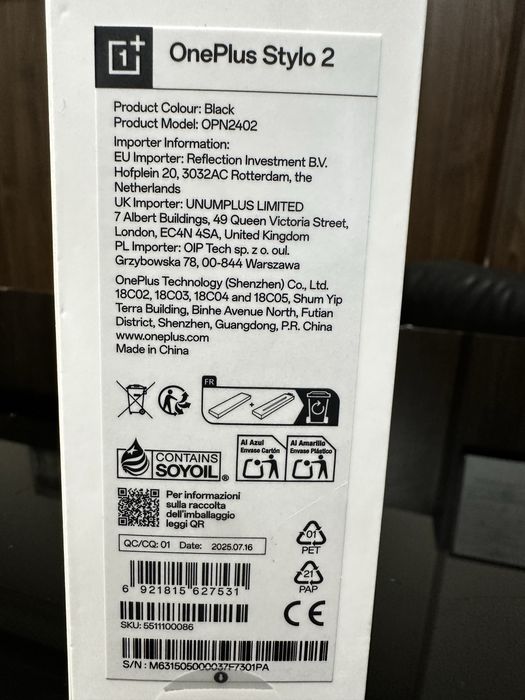 1+
OnePlus Stylo 2
Product Colour: Black
Product Model: OPN2402
Importer Information:
EU Importer: Reflection Investment B.V.
Hofplein 20, 3032AC Rotterdam, the
Netherlands
UK Importer: UNUMPLUS LIMITED
7 Albert Buildings, 49 Queen Victoria Street,
London, EC4N 4SA, United Kingdom
PL Importer: OIP Tech sp. z o. oul.
Grzybowska 78, 00-844 Warszawa
OnePlus Technology (Shenzhen) Co., Ltd.
18C02, 18C03, 18C04 and 18C05, Shum Yip
Terra Building, Binhe Avenue North, Futian
District, Shenzhen, Guangdong, P.R. China
www.oneplus.com
Made in China
FR
+
CONTAINS
SOYOIL®
Al Azul
Envase Cartón
Al Amarillo
Envase Plástico
Per informazioni
sulla raccolta
dell'imballaggio
leggi QR
01
PET
QC/CQ: 01 Date: 2025.07.16
21
PAP
6 921815 627531
CE
SKU: 5511100086
S/N: M631505000037F7301PA